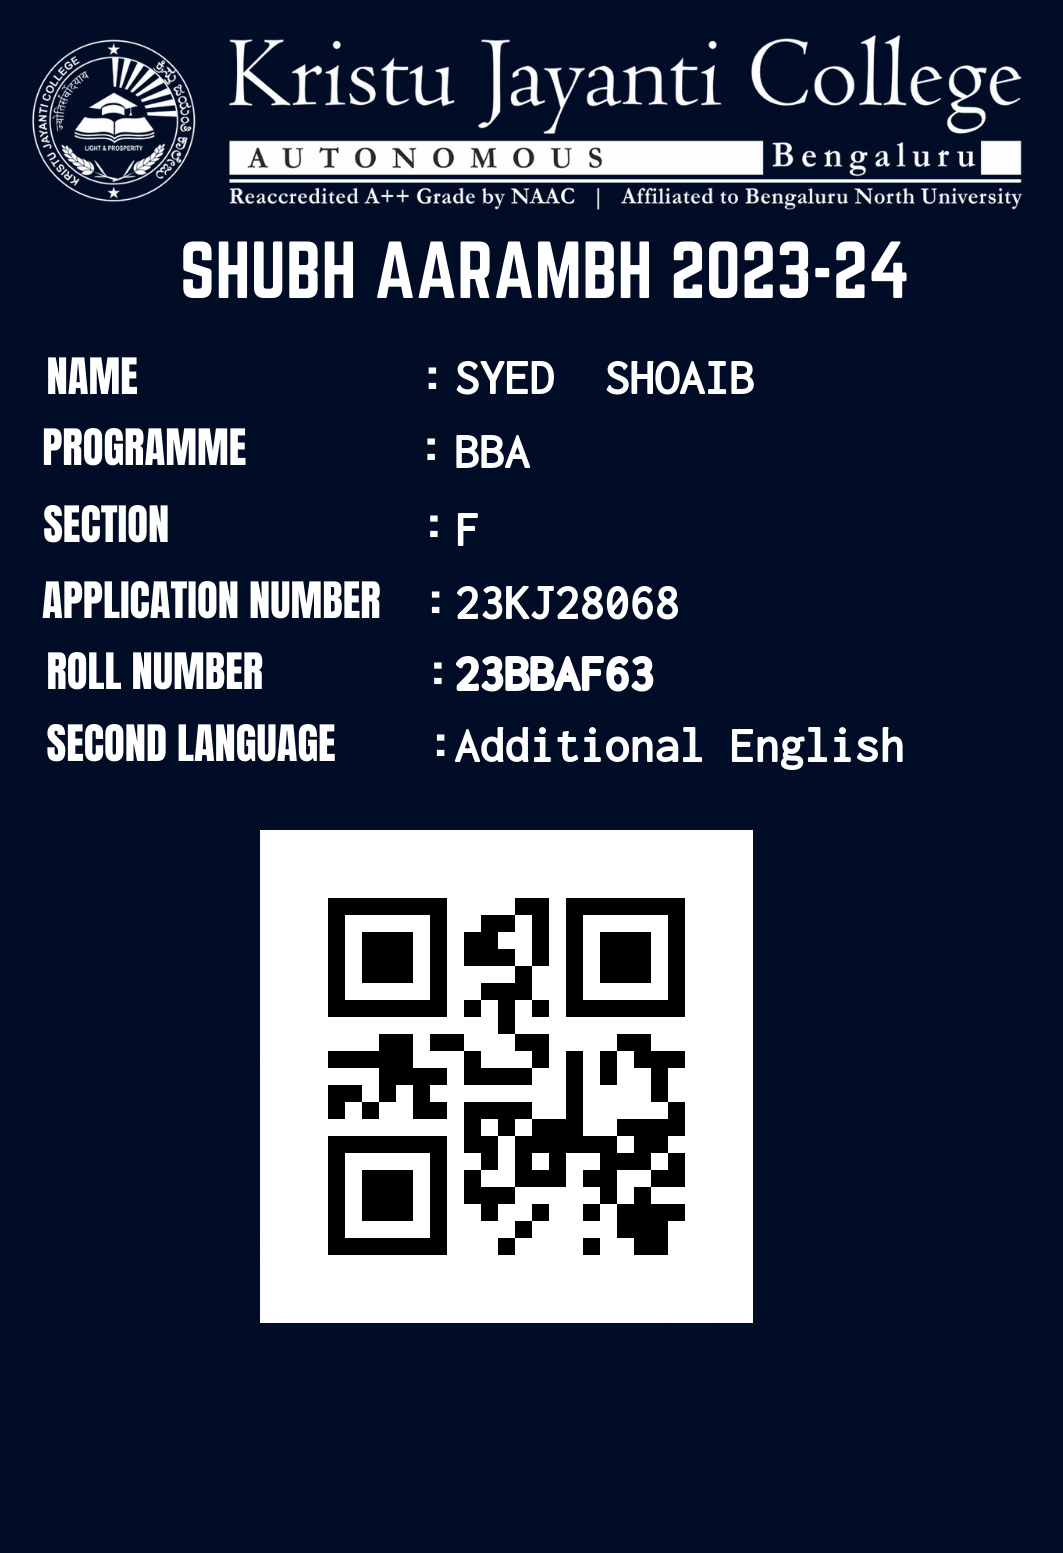 KRISTU JAYANTI COLLEGE
ಕ್ರಿಸ್ತು ಜಯಂತಿ ಕಾಲೇಜು
LIGHT & PROSPERITY
Kristu Jayanti College
AUTONOMOUS Bengaluru
Reaccredited A++ Grade by NAAC | Affiliated to Bengaluru North University
SHUBH AARAMBH 2023-24
NAME : SYED SHOAIB
PROGRAMME : BBA
SECTION : F
APPLICATION NUMBER : 23KJ28068
ROLL NUMBER : 23BBAF63
SECOND LANGUAGE : Additional English